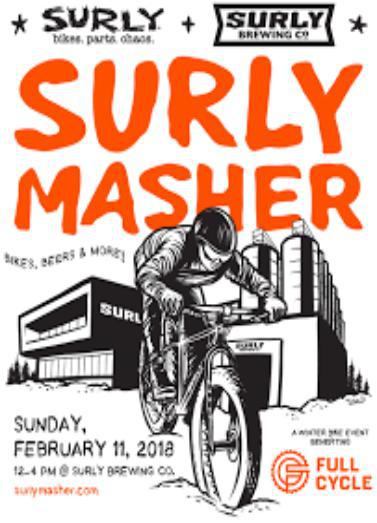 SURLY + SURLY
bikes. parts. chaos. BREWING CO
SURLY
MASHER
BIKES, BEERS & MORE!
SURLY
SURLY
SUNDAY,
FEBRUARY 11, 2018
12-4 PM @ SURLY BREWING CO.
surlymasher.com
A WINTER BIKE EVENT
BENEFITING
FULL
CYCLE